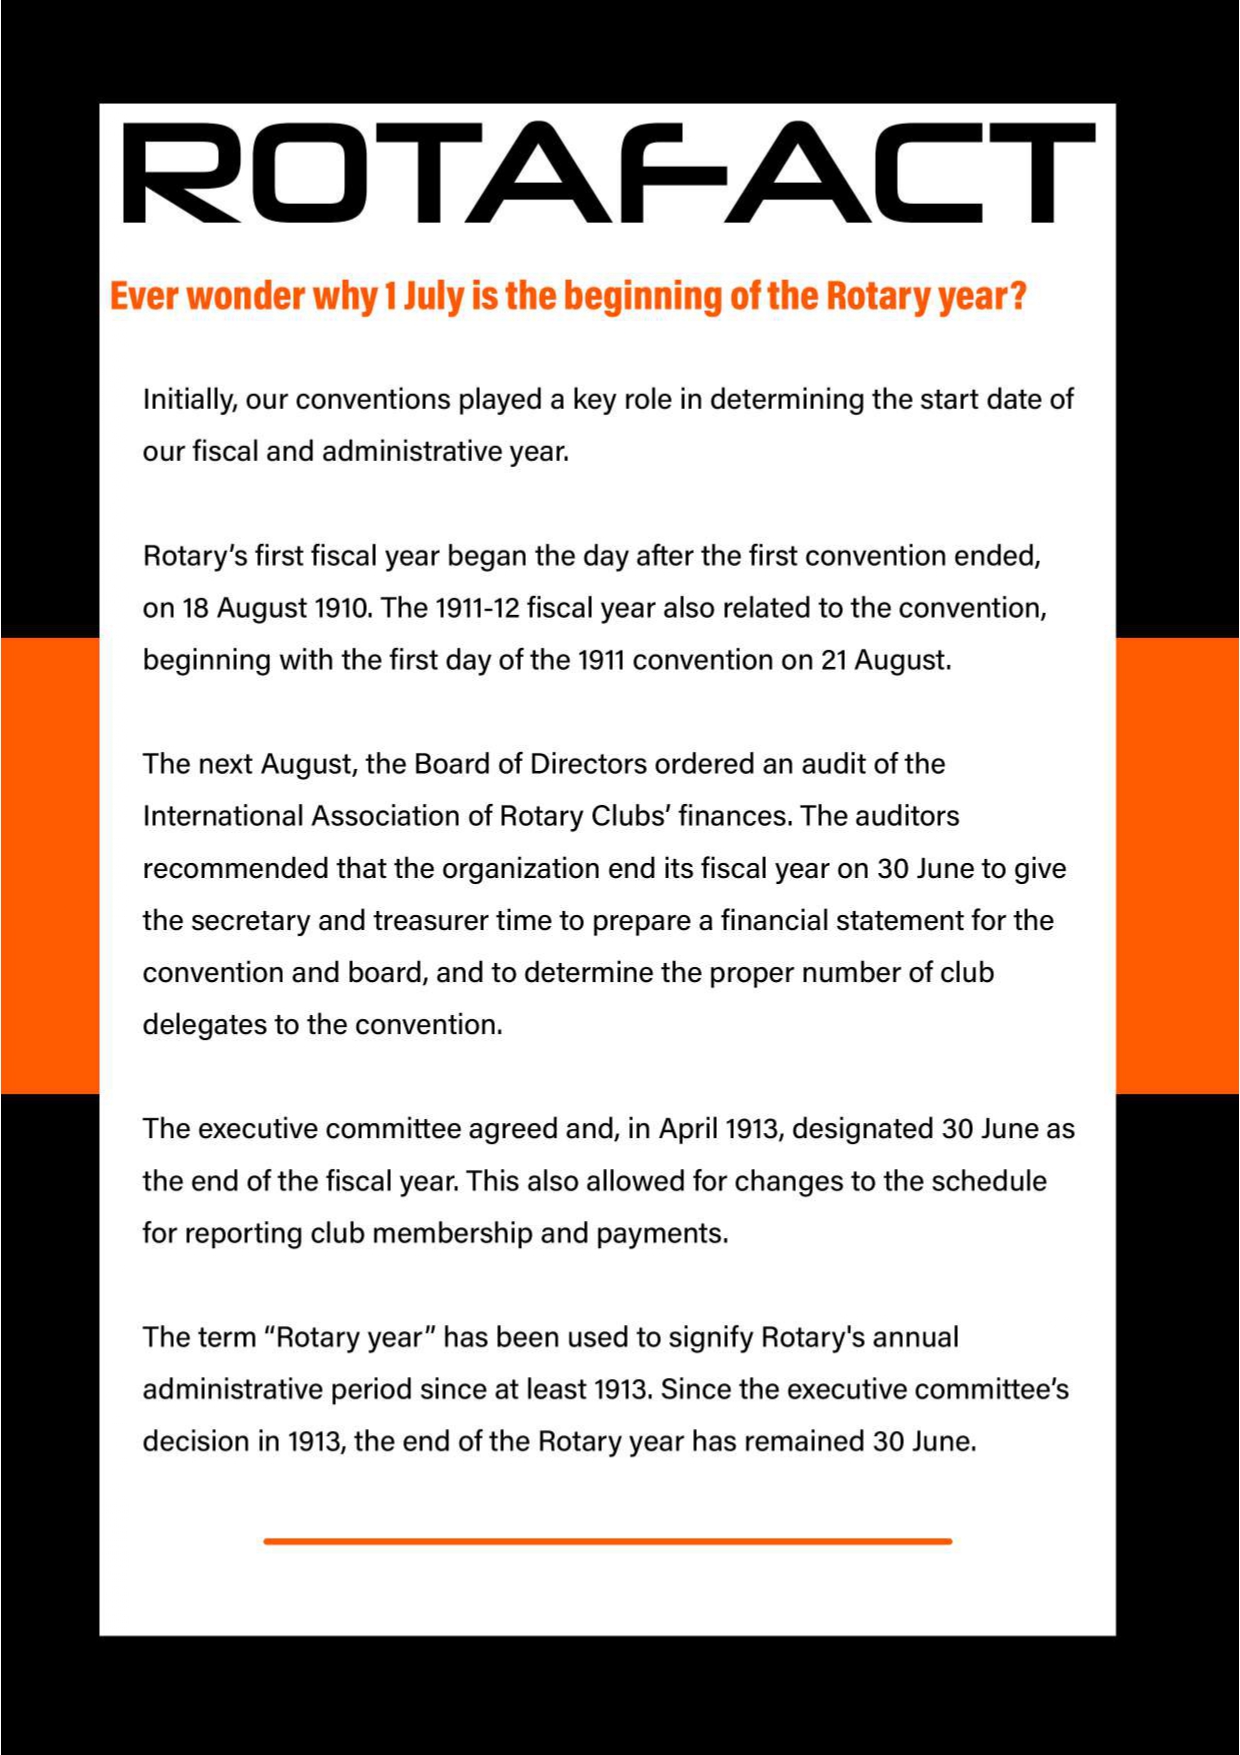 ROTAFACT
Ever wonder why 1 July is the beginning of the Rotary year?
Initially, our conventions played a key role in determining the start date of
our fiscal and administrative year.
Rotary’s first fiscal year began the day after the first convention ended,
on 18 August 1910. The 1911-12 fiscal year also related to the convention,
beginning with the first day of the 1911 convention on 21 August.
The next August, the Board of Directors ordered an audit of the
International Association of Rotary Clubs’ finances. The auditors
recommended that the organization end its fiscal year on 30 June to give
the secretary and treasurer time to prepare a financial statement for the
convention and board, and to determine the proper number of club
delegates to the convention.
The executive committee agreed and, in April 1913, designated 30 June as
the end of the fiscal year. This also allowed for changes to the schedule
for reporting club membership and payments.
The term “Rotary year” has been used to signify Rotary's annual
administrative period since at least 1913. Since the executive committee’s
decision in 1913, the end of the Rotary year has remained 30 June.